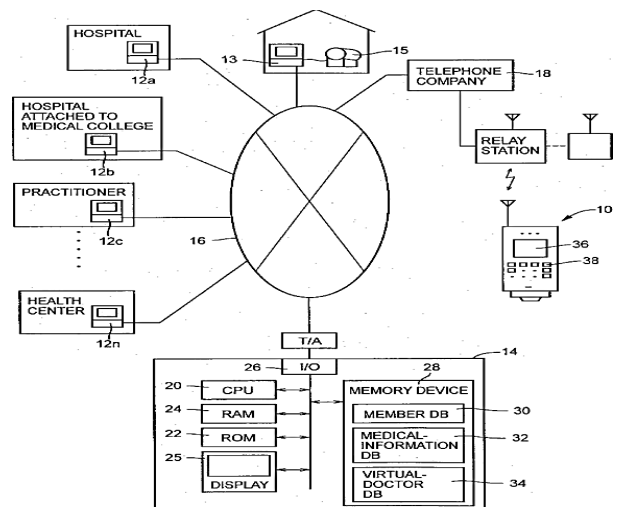 HOSPITAL
12a
HOSPITAL
ATTACHED TO
MEDICAL COLLEGE
12b
PRACTITIONER
12c
16
HEALTH
CENTER
12n
13
15
TELEPHONE
COMPANY
18
RELAY
STATION
10
36
38
T/A
14
26
I/O
28
20
CPU
24
RAM
22
ROM
25
DISPLAY
MEMORY DEVICE
MEMBER DB
30
MEDICAL-
INFORMATION
DB
32
VIRTUAL-
DOCTOR
DB
34